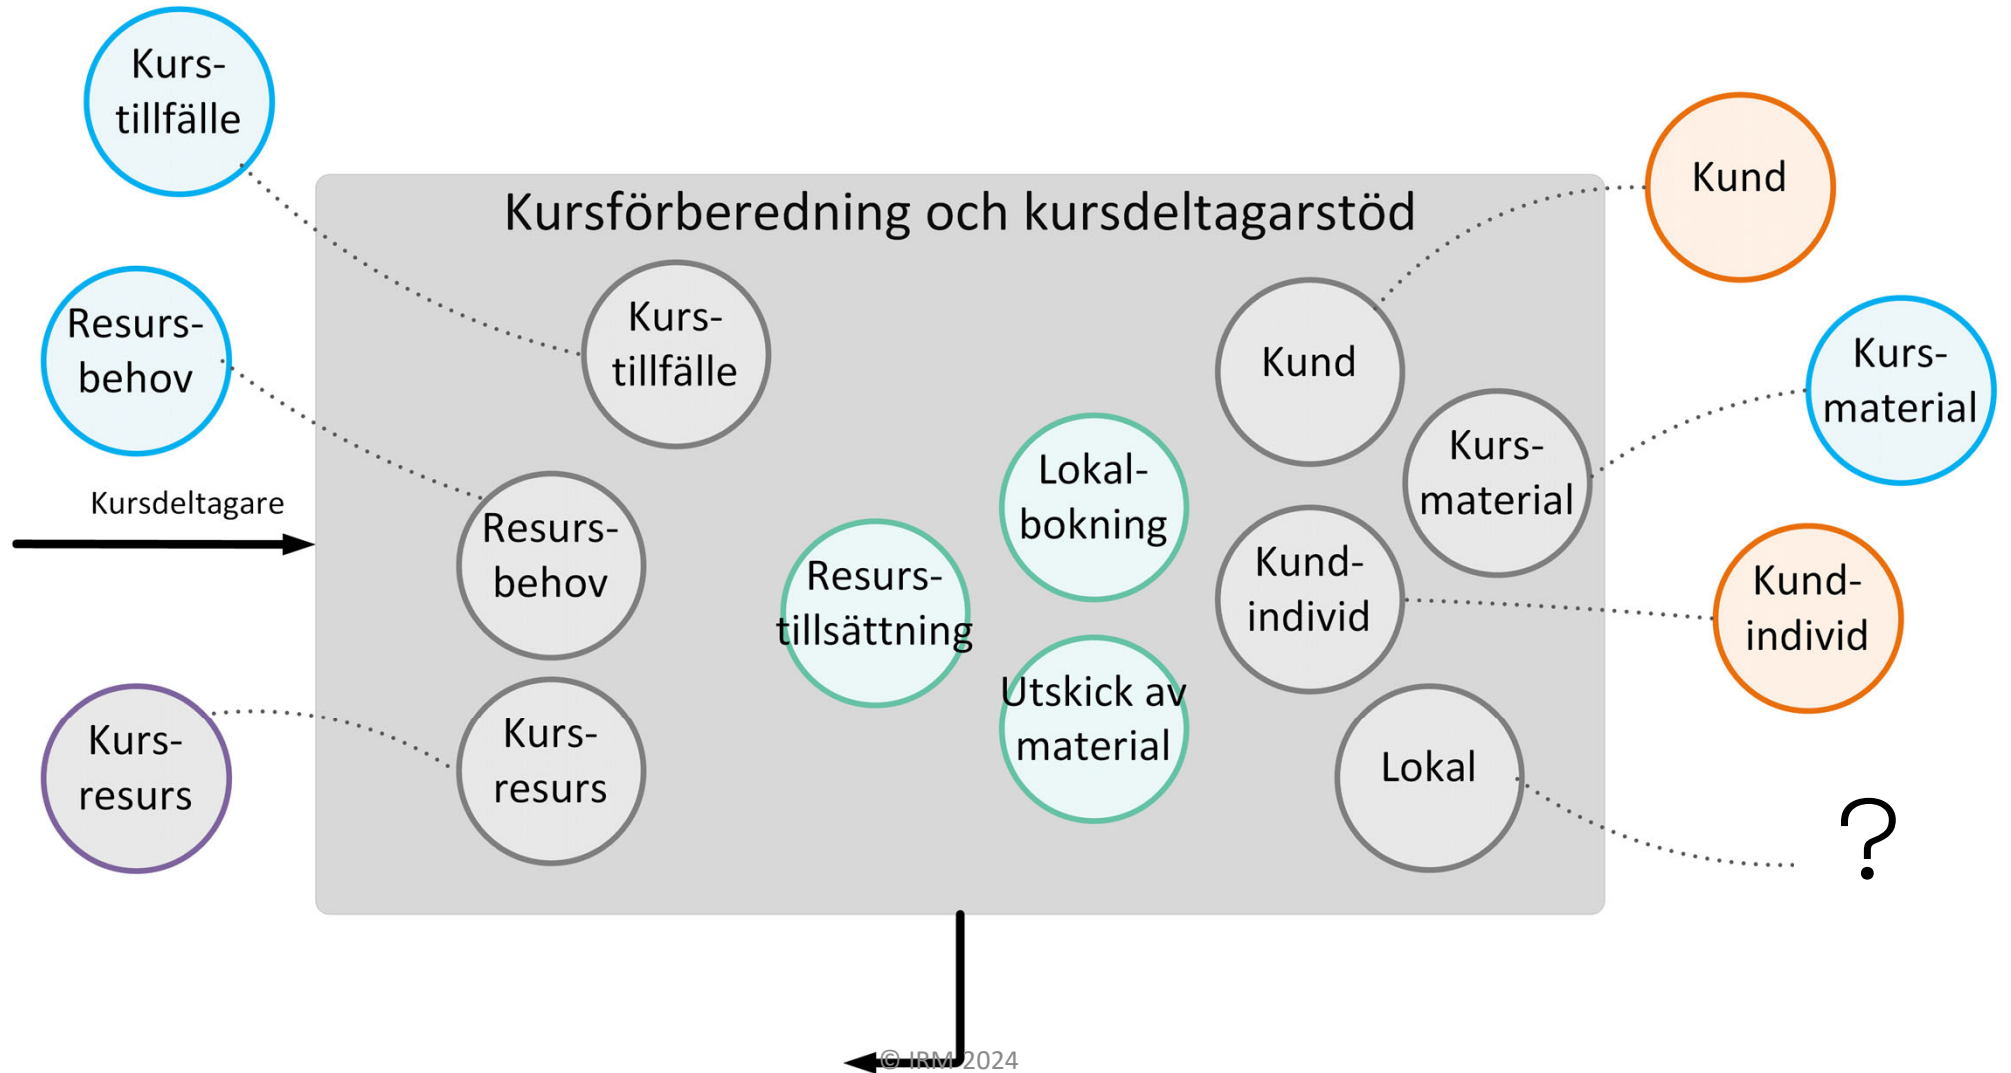 Kurs-
tillfälle
Kund
Kursförberedning och kursdeltagarstöd
Kurs-
tillfälle
Kund
Resurs-
behov
Kurs-
material
Kurs-
material
Lokal-
bokning
Kursdeltagare
Resurs-
behov
Resurs-
tillsättning
Kund-
individ
Kund-
individ
Utskick av
material
Kurs-
resurs
Kurs-
resurs
Lokal
?
© IRM 2024